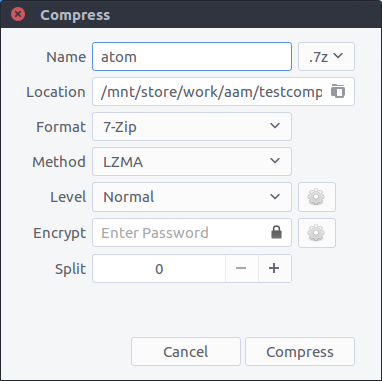 Compress
Name atom .7z
Location /mnt/store/work/aam/testcomp
Format 7-Zip
Method LZMA
Level Normal
Encrypt Enter Password
Split 0 − +
Cancel Compress